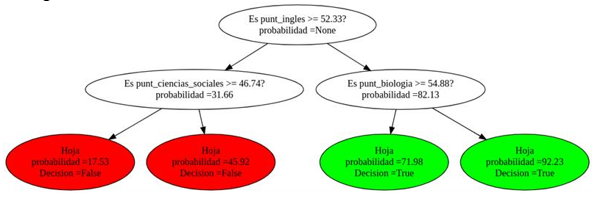 Es punt_ingles >= 52.33?
probabilidad =None
Es punt_ciencias_sociales >= 46.74?
probabilidad =31.66
Es punt_biologia >= 54.88?
probabilidad =82.13
Hoja
probabilidad =17.53
Decision =False
Hoja
probabilidad =45.92
Decision =False
Hoja
probabilidad =71.98
Decision =True
Hoja
probabilidad =92.23
Decision =True